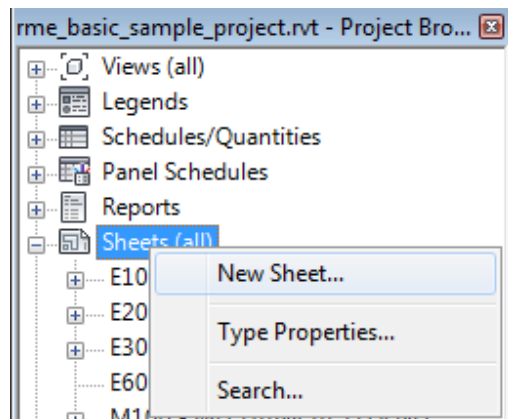 rme_basic_sample_project.rvt - Project Bro...
Views (all)
Legends
Schedules/Quantities
Panel Schedules
Reports
Sheets (all)
New Sheet...
E10
E20
Type Properties...
E30
E60
Search...